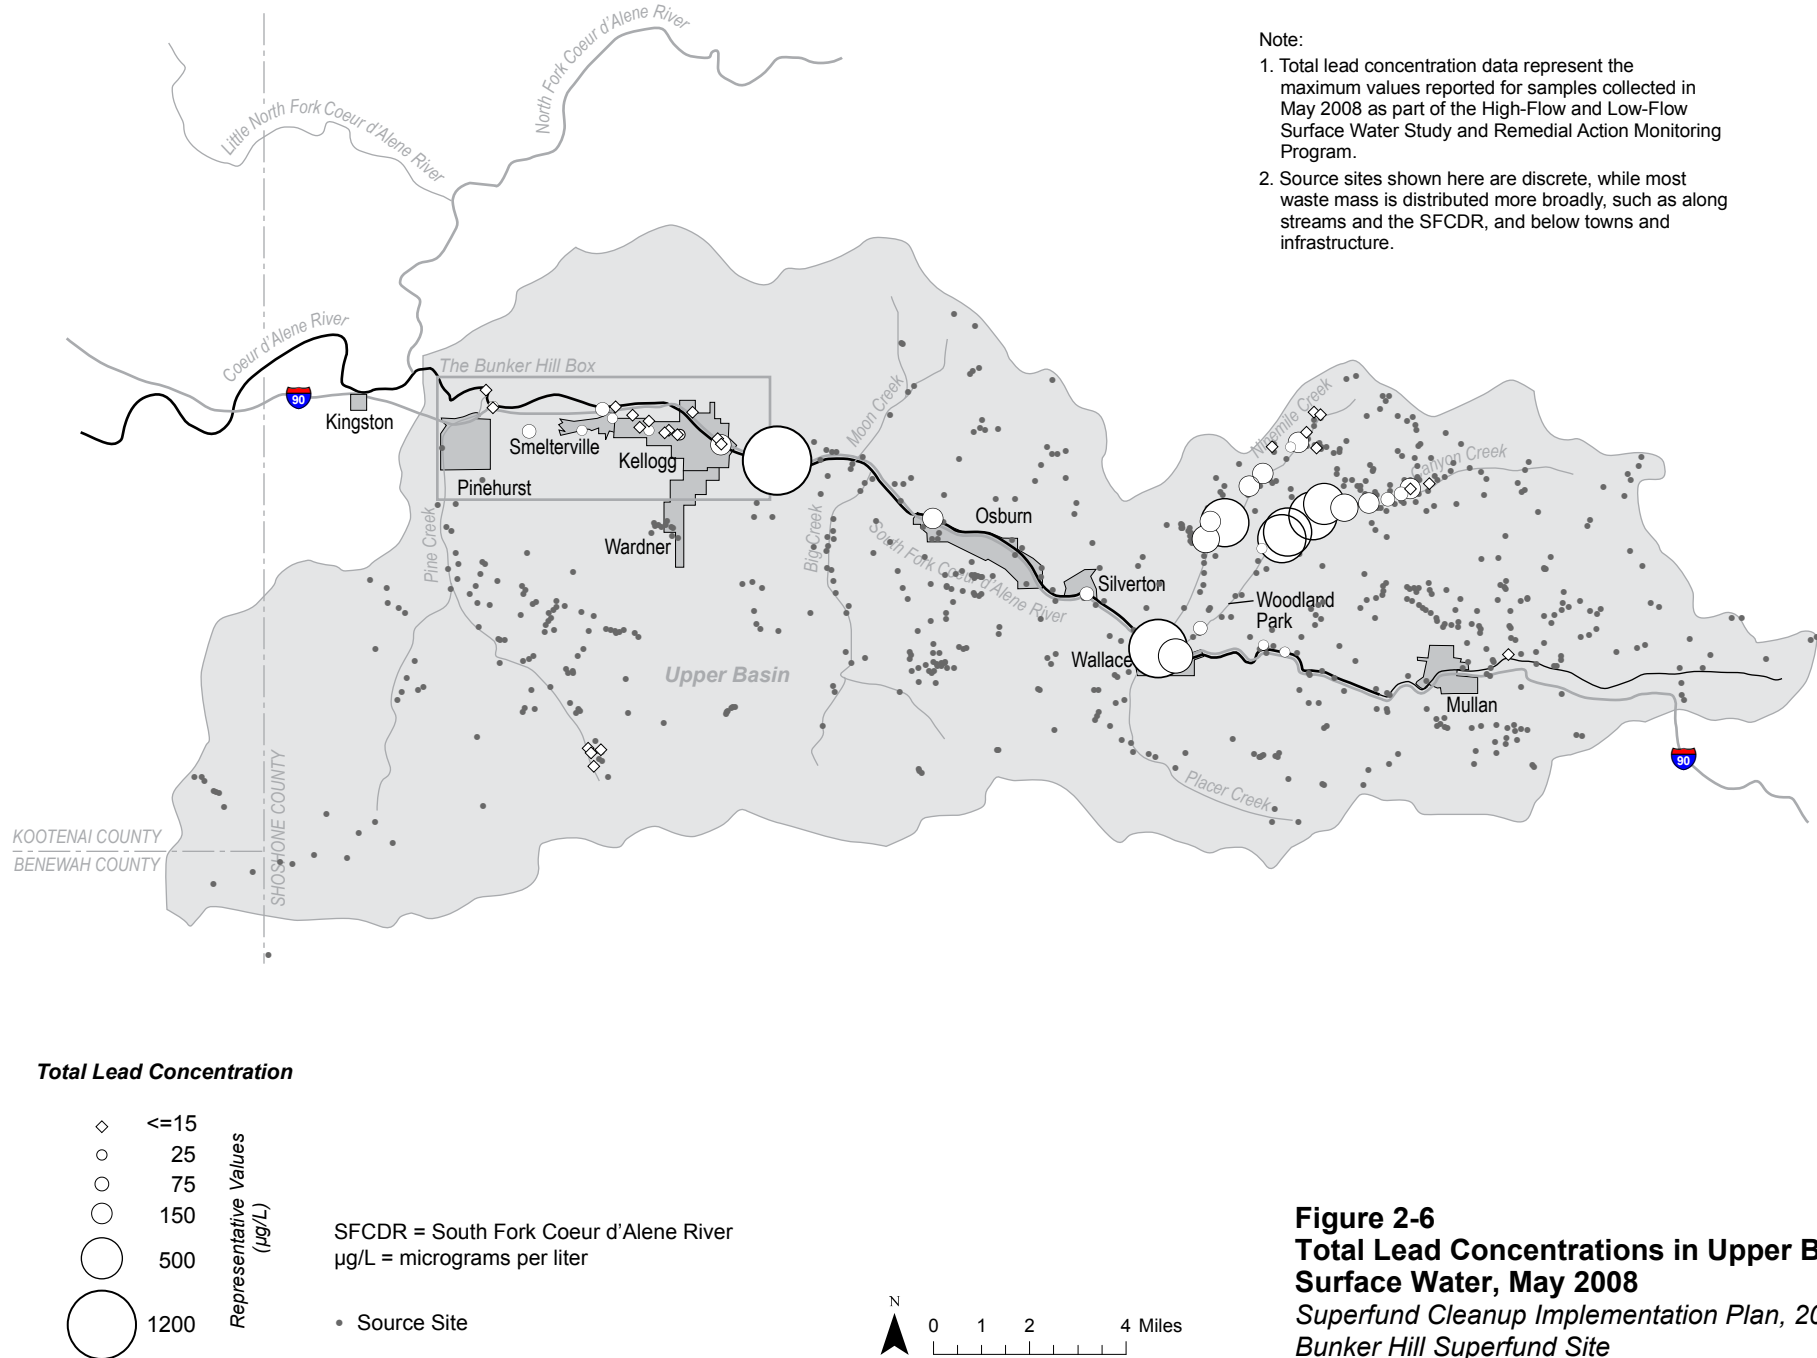 Note:
1. Total lead concentration data represent the
maximum values reported for samples collected in
May 2008 as part of the High-Flow and Low-Flow
Surface Water Study and Remedial Action Monitoring
Program.
2. Source sites shown here are discrete, while most
waste mass is distributed more broadly, such as along
streams and the SFCDR, and below towns and
infrastructure.
North Fork Coeur d'Alene River
Little North Fork Coeur d'Alene River
Coeur d'Alene River
The Bunker Hill Box
90
Kingston
Smelterville
Kellogg
Pinehurst
Wardner
Pine Creek
Moon Creek
Big Creek
Osburn
South Fork Coeur d'Alene River
Silverton
Ninemile Creek
Canyon Creek
Woodland
Park
Wallace
Upper Basin
Mullan
90
Placer Creek
KOOTENAI COUNTY
BENEWAH COUNTY
SHOSHONE COUNTY
Total Lead Concentration
<=15
25
75
150
500
1200
Representative Values
(µg/L)
SFCDR = South Fork Coeur d'Alene River
µg/L = micrograms per liter
Source Site
N
0 1 2 4 Miles
Figure 2-6
Total Lead Concentrations in Upper B
Surface Water, May 2008
Superfund Cleanup Implementation Plan, 20
Bunker Hill Superfund Site